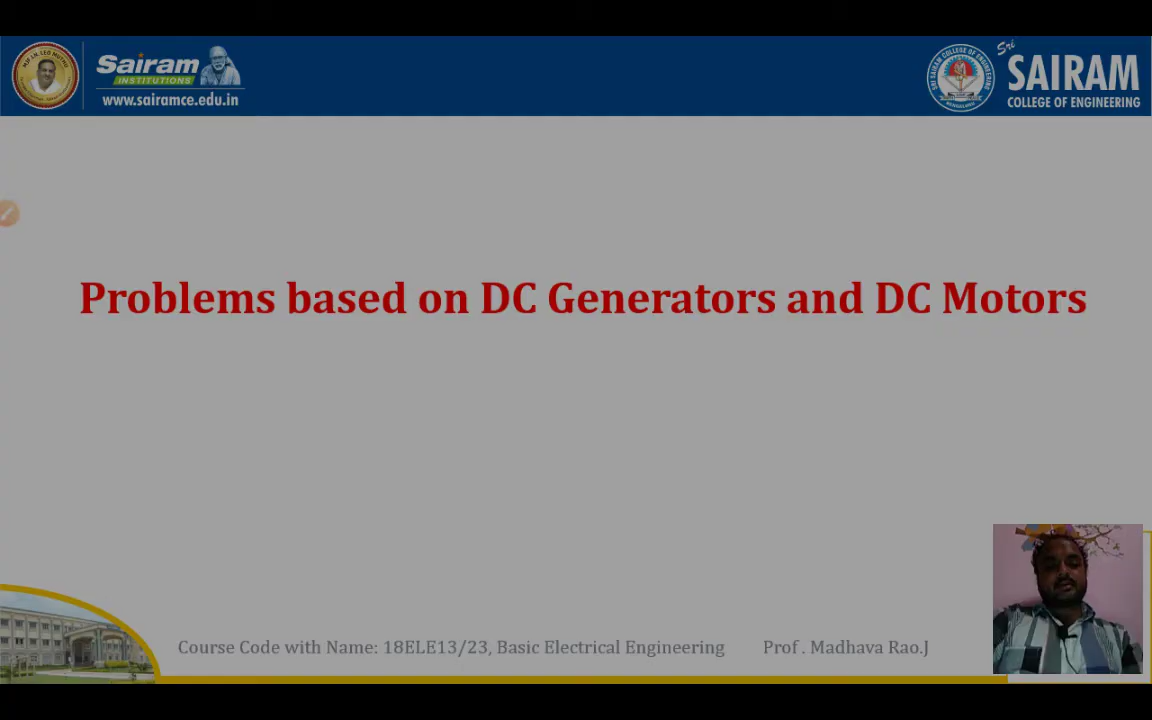 Sairam
INSTITUTIONS
www.sairamce.edu.in
Sri
SAIRAM
COLLEGE OF ENGINEERING
Problems based on DC Generators and DC Motors
Course Code with Name: 18ELE13/23, Basic Electrical Engineering Prof . Madhava Rao.J